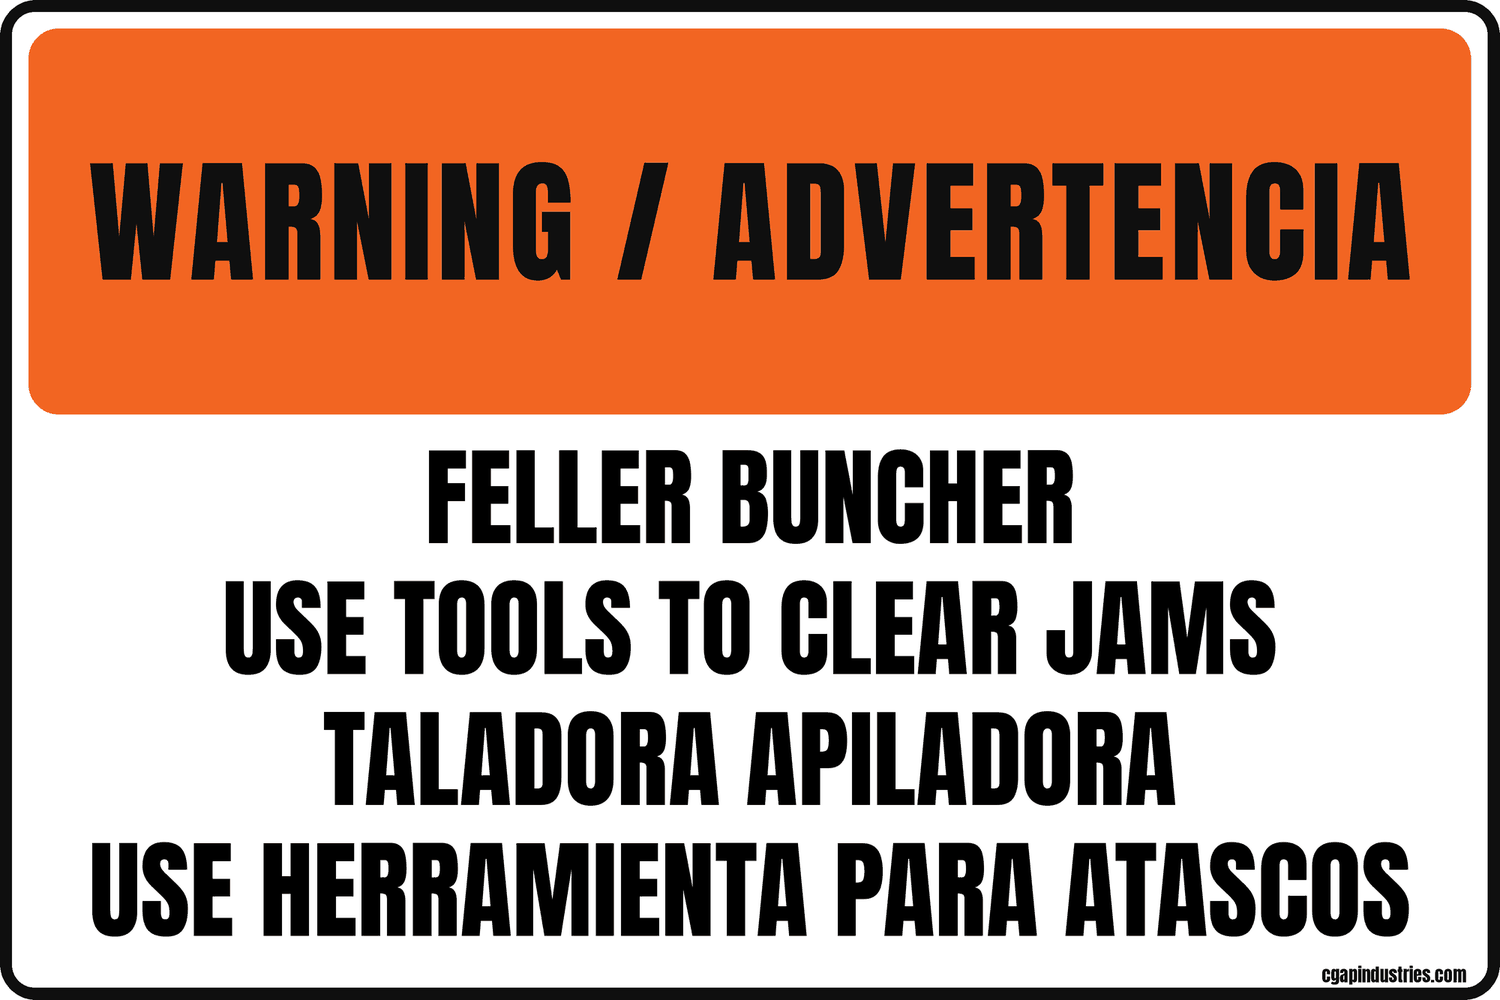 WARNING / ADVERTENCIA
FELLER BUNCHER
USE TOOLS TO CLEAR JAMS
TALADORA APILADORA
USE HERRAMIENTA PARA ATASCOS
cgapindustries.com